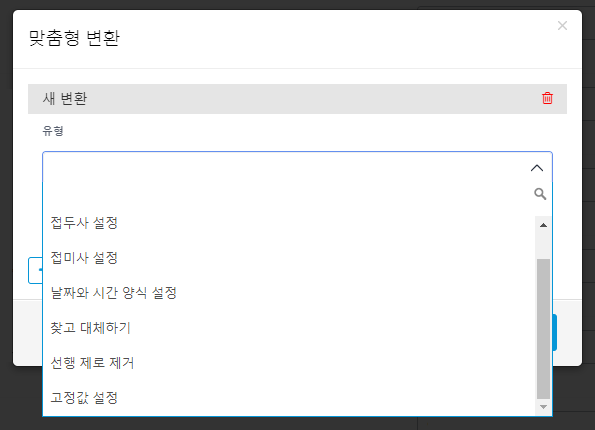 맞춤형 변환
새 변환
유형
접두사 설정
접미사 설정
날짜와 시간 양식 설정
찾고 대체하기
선행 제로 제거
고정값 설정